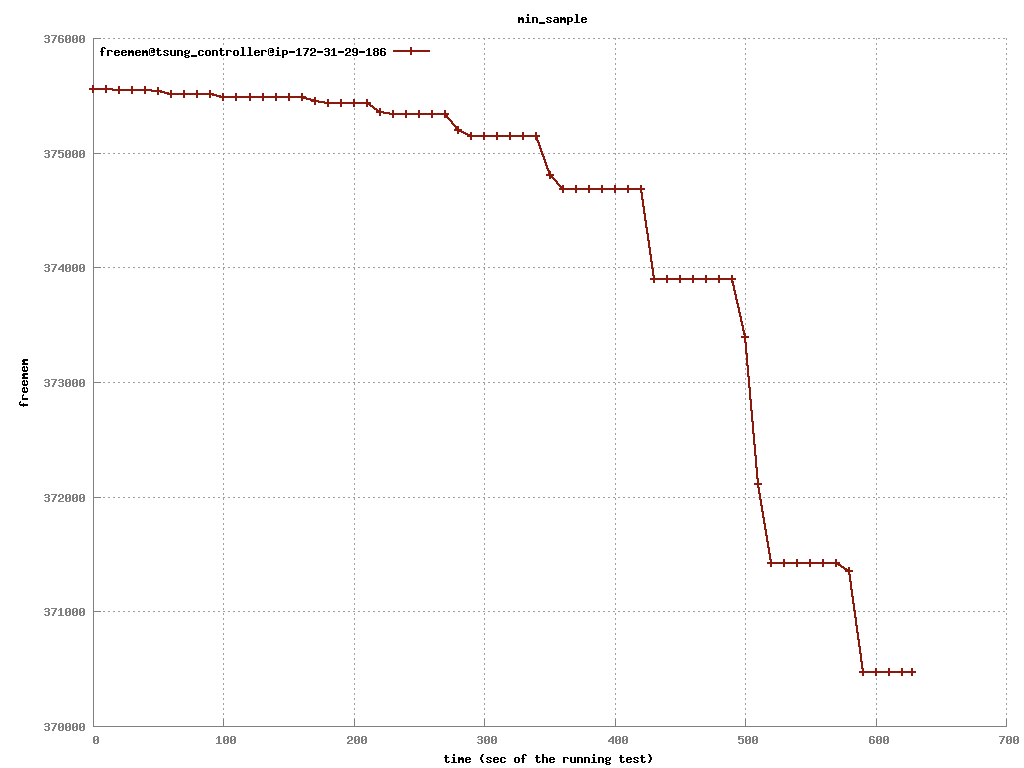 min_sample
376000
freemem@tsung_controller@ip-172-31-29-186
375000
374000
freemem
373000
372000
371000
370000
0 100 200 300 400 500 600 700
time (sec of the running test)